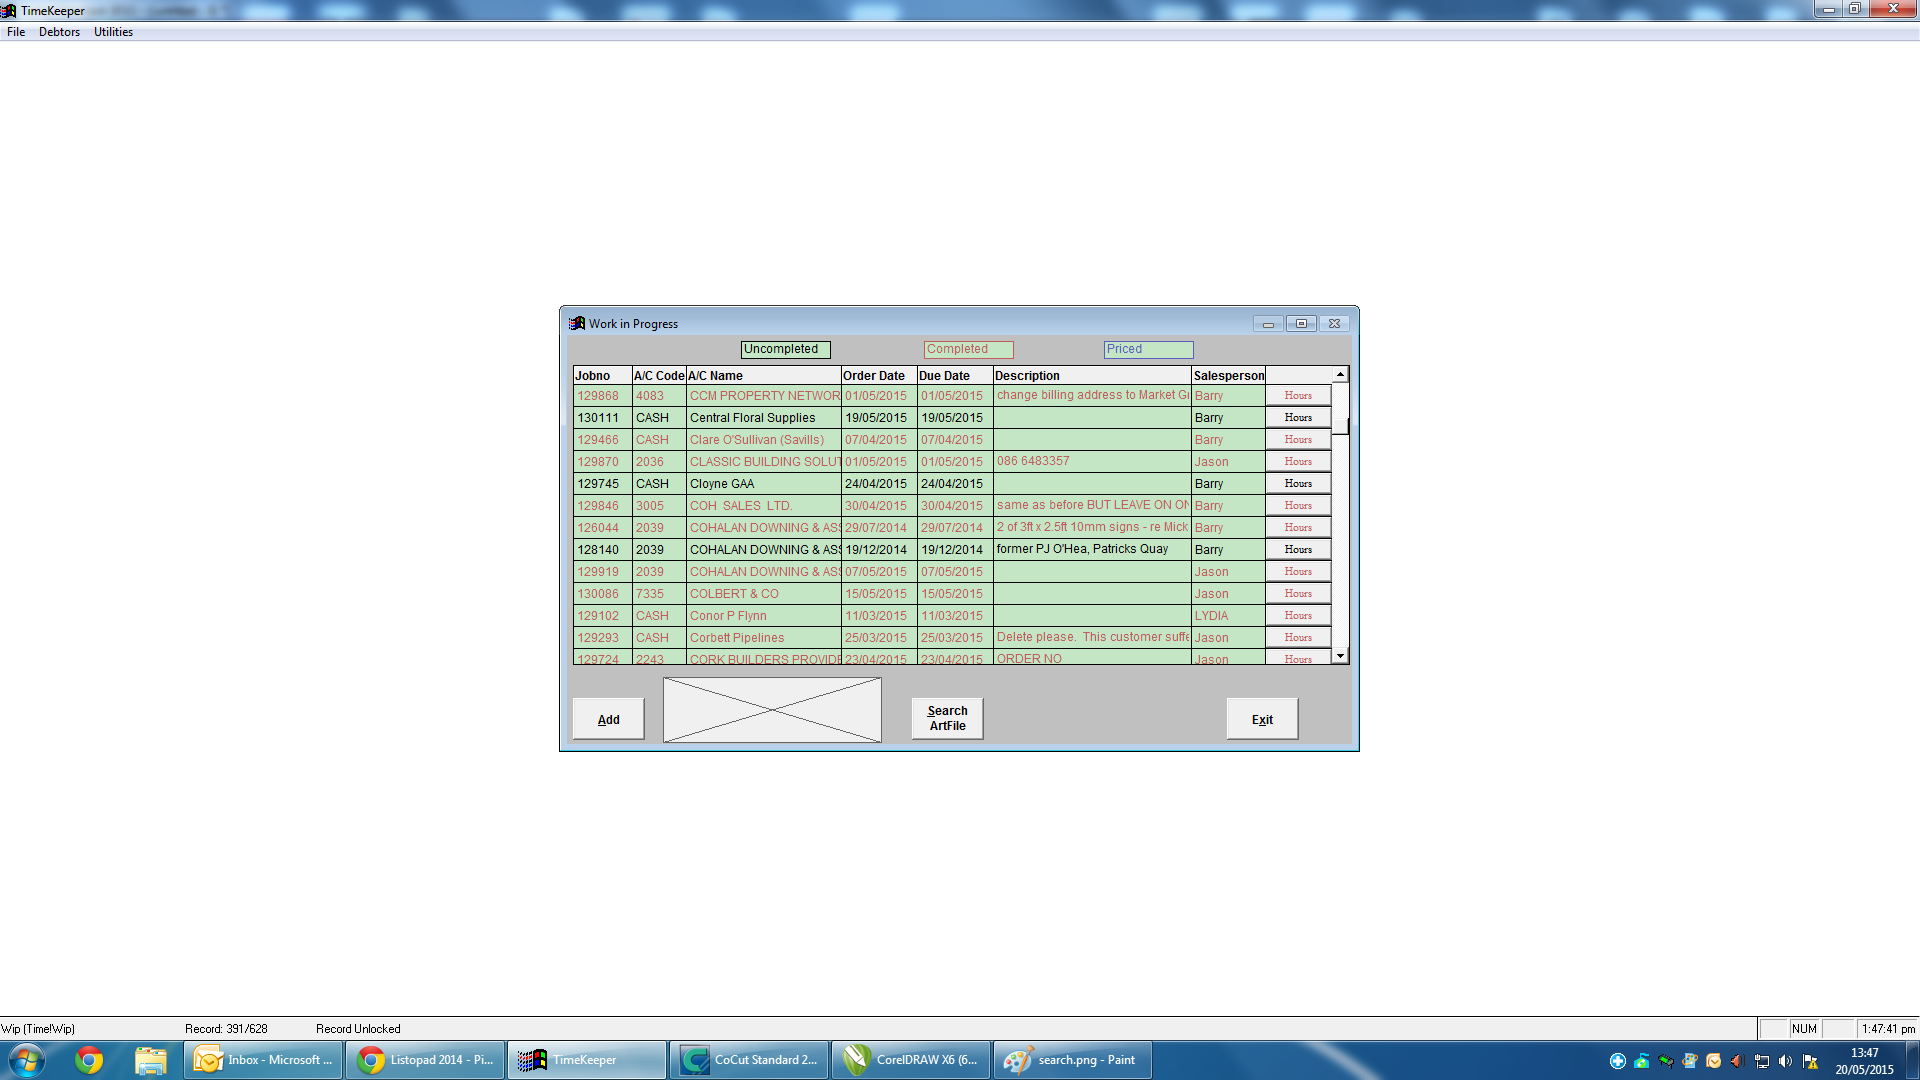 TimeKeeper
File Debtors Utilities
Work in Progress
Uncompleted Completed Priced
Jobno A/C Code A/C Name Order Date Due Date Description Salesperson
129868 4083 CCM PROPERTY NETWOR 01/05/2015 01/05/2015 change billing address to Market Gr Barry Hours
130111 CASH Central Floral Supplies 19/05/2015 19/05/2015 Barry Hours
129466 CASH Clare O'Sullivan (Savills) 07/04/2015 07/04/2015 Barry Hours
129870 2036 CLASSIC BUILDING SOLUT 01/05/2015 01/05/2015 086 6483357 Jason Hours
129745 CASH Cloyne GAA 24/04/2015 24/04/2015 Barry Hours
129846 3005 COH SALES LTD. 30/04/2015 30/04/2015 same as before BUT LEAVE ON ON Barry Hours
126044 2039 COHALAN DOWNING & ASS 29/07/2014 29/07/2014 2 of 3ft x 2.5ft 10mm signs - re Mick Barry Hours
128140 2039 COHALAN DOWNING & ASS 19/12/2014 19/12/2014 former PJ O'Hea, Patricks Quay Barry Hours
129919 2039 COHALAN DOWNING & ASS 07/05/2015 07/05/2015 Jason Hours
130086 7335 COLBERT & CO 15/05/2015 15/05/2015 Jason Hours
129102 CASH Conor P Flynn 11/03/2015 11/03/2015 LYDIA Hours
129293 CASH Corbett Pipelines 25/03/2015 25/03/2015 Delete please. This customer suffe Jason Hours
129724 2243 CORK BUILDERS PROVIDE 23/04/2015 23/04/2015 ORDER NO Jason Hours
Add Search ArtFile Exit
Wip (Time!Wip) Record: 391/628 Record Unlocked NUM 1:47:41 pm
Inbox - Microsoft ... Listopad 2014 - Pi... TimeKeeper CoCut Standard 2... CorelDRAW X6 (6... search.png - Paint 13:47
20/05/2015